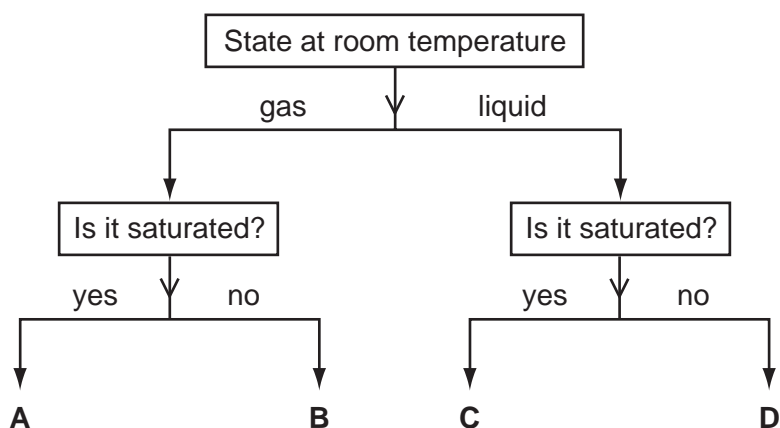 State at room temperature
gas liquid
Is it saturated? Is it saturated?
yes no yes no
A B C D